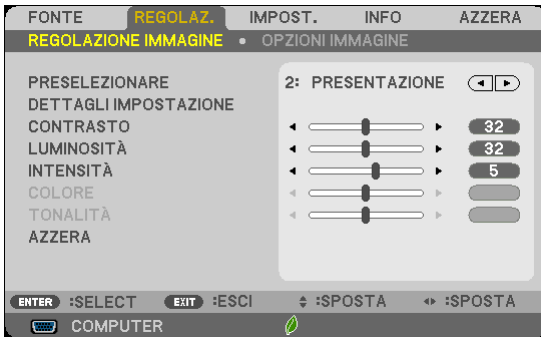 FONTE REGOLAZ. IMPOST. INFO AZZERA
REGOLAZIONE IMMAGINE • OPZIONI IMMAGINE
PRESELEZIONARE 2: PRESENTAZIONE
DETTAGLI IMPOSTAZIONE
CONTRASTO 32
LUMINOSITÀ 32
INTENSITÀ 5
COLORE
TONALITÀ
AZZERA
ENTER :SELECT EXIT :ESCI :SPOSTA :SPOSTA
COMPUTER